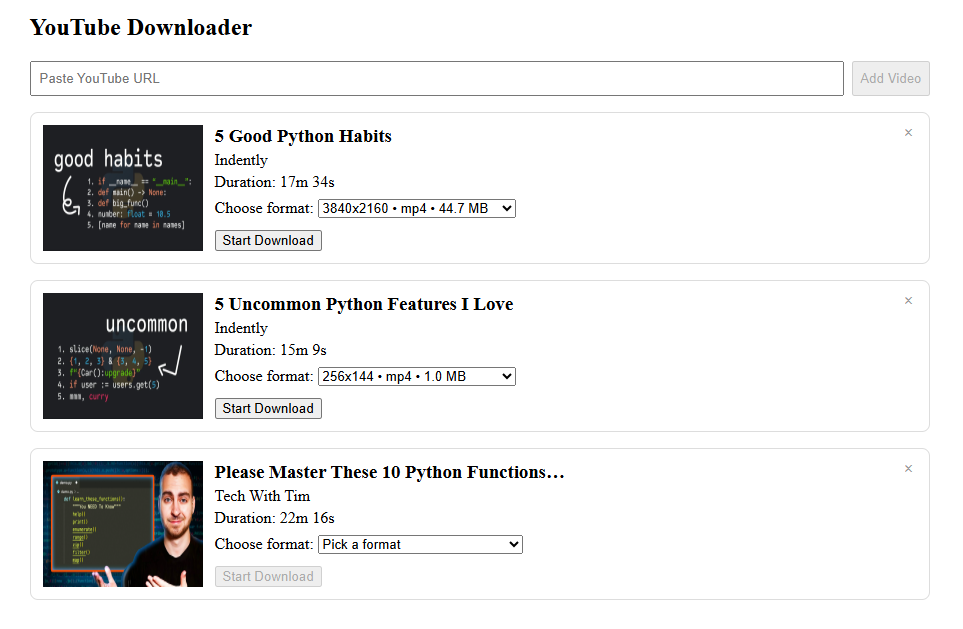 YouTube Downloader
Paste YouTube URL
Add Video
good habits
1. if __name__ == "__main__":
2. def main() -> None:
3. def big_func()
4. number: float = 10.5
5. [name for name in names]
5 Good Python Habits
×
Indently
Duration: 17m 34s
Choose format: 3840x2160 • mp4 • 44.7 MB
Start Download
uncommon
1. slice(None, None, -1)
2. {1, 2, 3} & {3, 4, 5}
3. f"{Car():upgrade}"
4. if user := users.get(5)
5. mmm, curry
5 Uncommon Python Features I Love
×
Indently
Duration: 15m 9s
Choose format: 256x144 • mp4 • 1.0 MB
Start Download
def learn_these_functions():
"""You NEED To Know"""
help()
print()
enumerate()
range()
zip()
filter()
map()
Please Master These 10 Python Functions…
×
Tech With Tim
Duration: 22m 16s
Choose format: Pick a format
Start Download